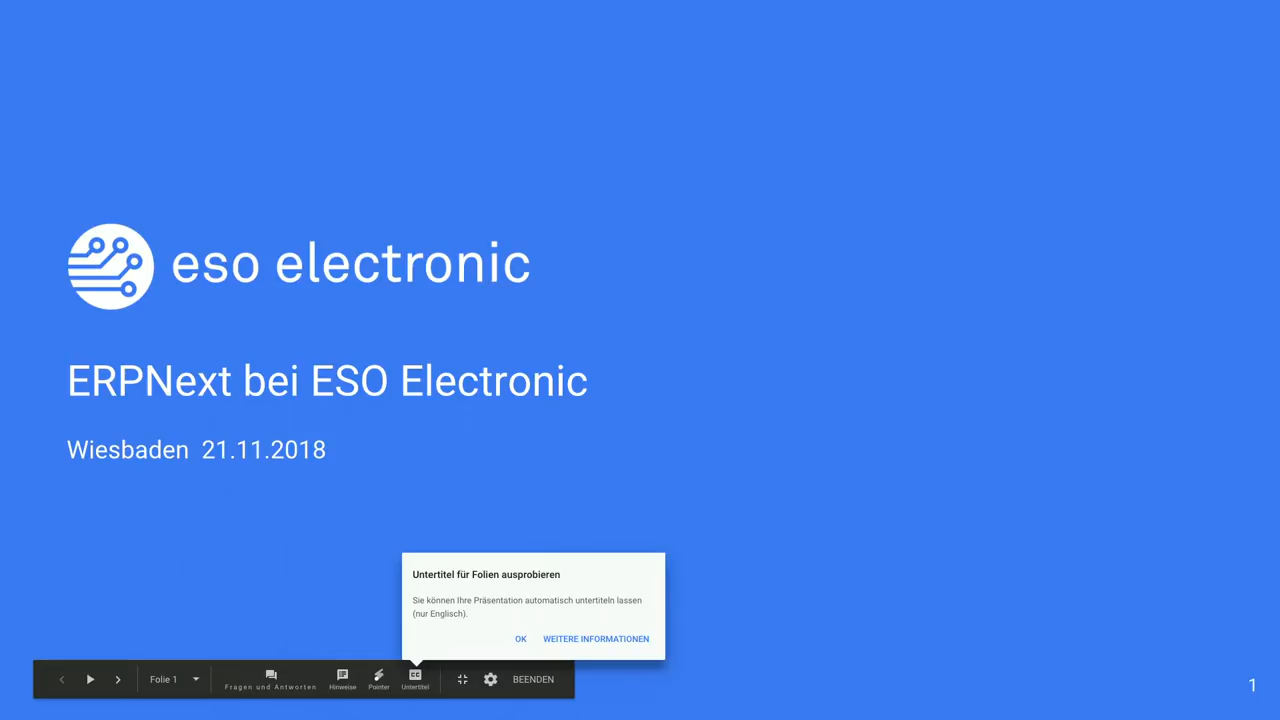 eso electronic
ERPNext bei ESO Electronic
Wiesbaden 21.11.2018
Untertitel für Folien ausprobieren
Sie können Ihre Präsentation automatisch untertiteln lassen
(nur Englisch).
OK WEITERE INFORMATIONEN
Folie 1 Fragen und Antworten Hinweise Pointer Untertitel BEENDEN
1